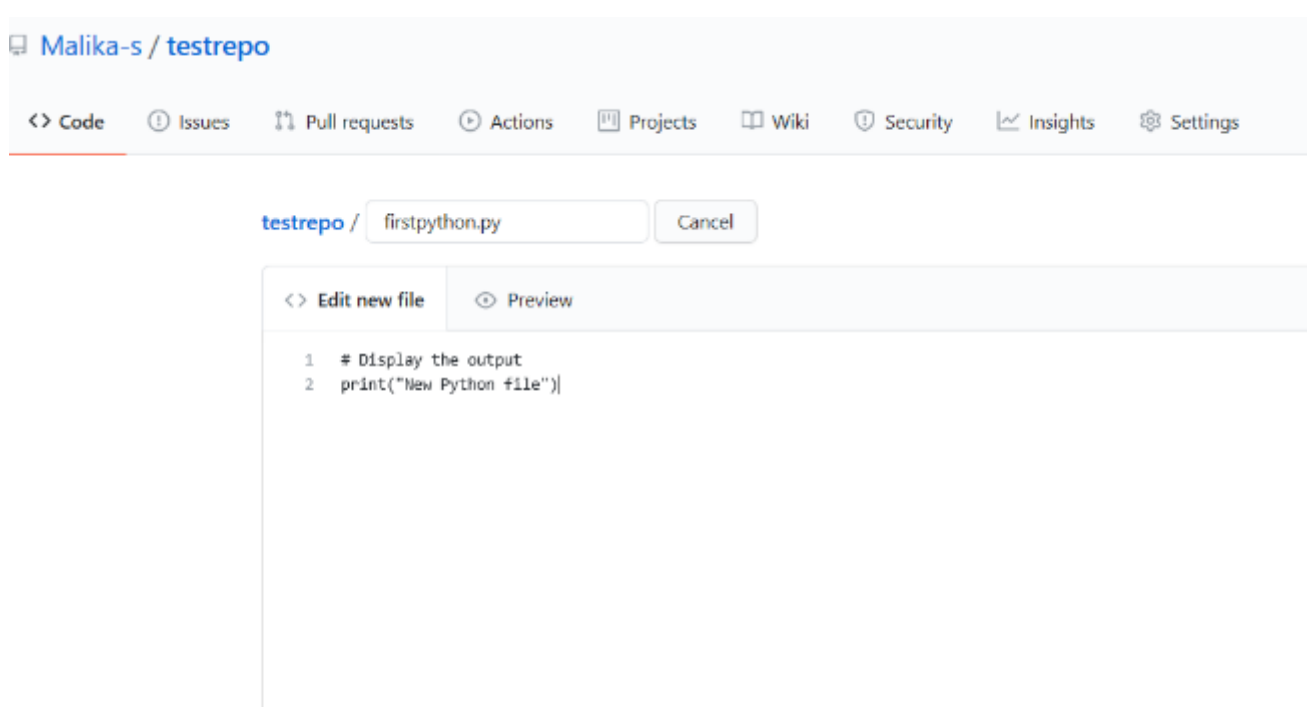 Malika-s / testrepo
<> Code Issues Pull requests Actions Projects Wiki Security Insights Settings
testrepo / firstpython.py Cancel
<> Edit new file Preview
1 # Display the output
2 print("New Python file")